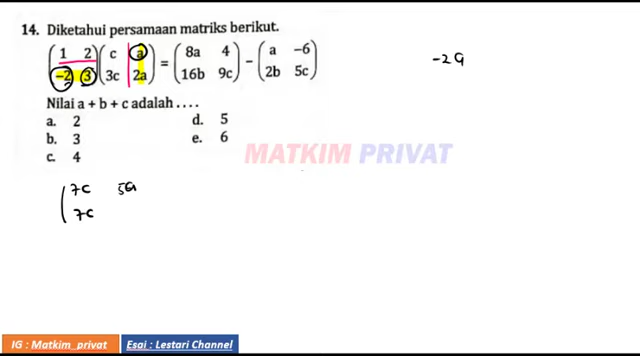 14. Diketahui persamaan matriks berikut.
(1 2) (c a) = (8a 4) - (a -6)
(-2 3) (3c 2a) (16b 9c) (2b 5c)
-2a
Nilai a + b + c adalah ....
a. 2 d. 5
b. 3 e. 6
c. 4
MATKIM PRIVAT
7c 5a
7c
IG : Matkim_privat Esai : Lestari Channel